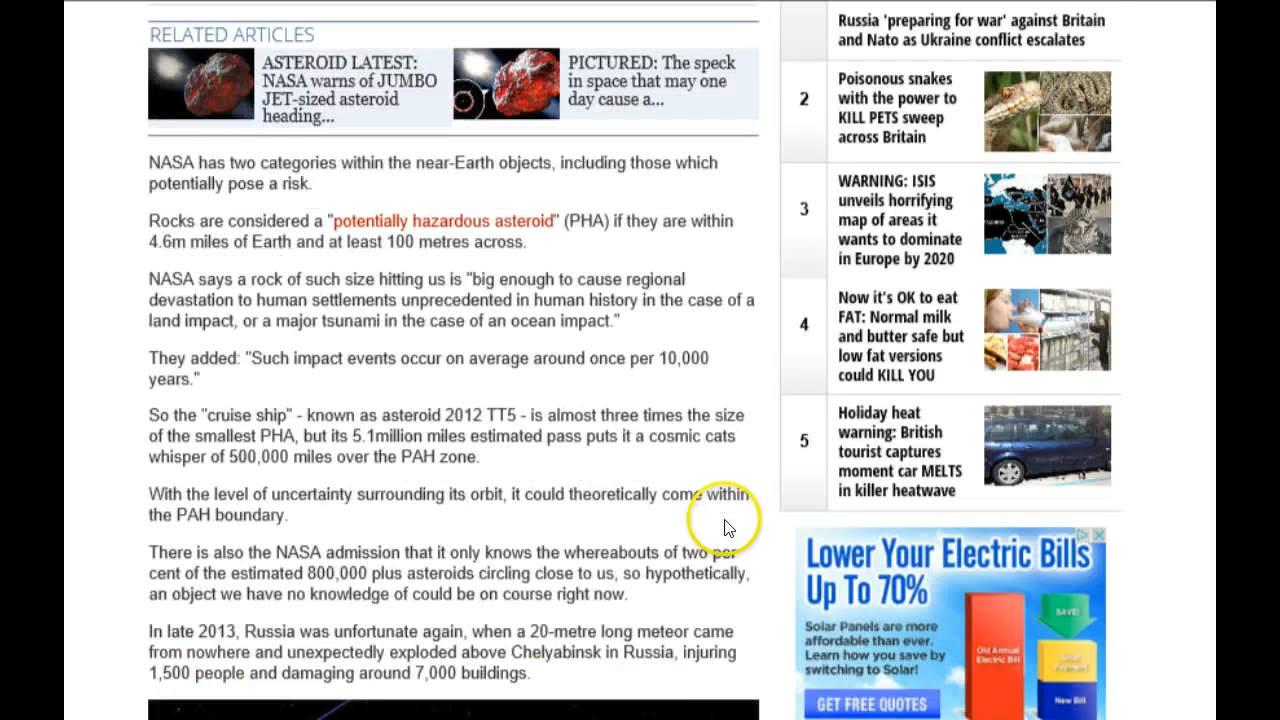 RELATED ARTICLES
ASTEROID LATEST:
NASA warns of JUMBO
JET-sized asteroid
heading...
PICTURED: The speck
in space that may one
day cause a...
NASA has two categories within the near-Earth objects, including those which
potentially pose a risk.
Rocks are considered a "potentially hazardous asteroid" (PHA) if they are within
4.6m miles of Earth and at least 100 metres across.
NASA says a rock of such size hitting us is "big enough to cause regional
devastation to human settlements unprecedented in human history in the case of a
land impact, or a major tsunami in the case of an ocean impact."
They added: "Such impact events occur on average around once per 10,000
years."
So the "cruise ship" - known as asteroid 2012 TT5 - is almost three times the size
of the smallest PHA, but its 5.1million miles estimated pass puts it a cosmic cats
whisper of 500,000 miles over the PAH zone.
With the level of uncertainty surrounding its orbit, it could theoretically come within
the PAH boundary.
There is also the NASA admission that it only knows the whereabouts of two per
cent of the estimated 800,000 plus asteroids circling close to us, so hypothetically,
an object we have no knowledge of could be on course right now.
In late 2013, Russia was unfortunate again, when a 20-metre long meteor came
from nowhere and unexpectedly exploded above Chelyabinsk in Russia, injuring
1,500 people and damaging around 7,000 buildings.
Russia 'preparing for war' against Britain
and Nato as Ukraine conflict escalates
2
Poisonous snakes
with the power to
KILL PETS sweep
across Britain
3
WARNING: ISIS
unveils horrifying
map of areas it
wants to dominate
in Europe by 2020
4
Now it's OK to eat
FAT: Normal milk
and butter safe but
low fat versions
could KILL YOU
5
Holiday heat
warning: British
tourist captures
moment car MELTS
in killer heatwave
Lower Your Electric Bills
Up To 70%
Solar Panels are more
affordable than ever.
Learn how you save by
switching to Solar!
GET FREE QUOTES
Old Annual
Electric Bill
SAVE!
Solar
Payment
New Bill